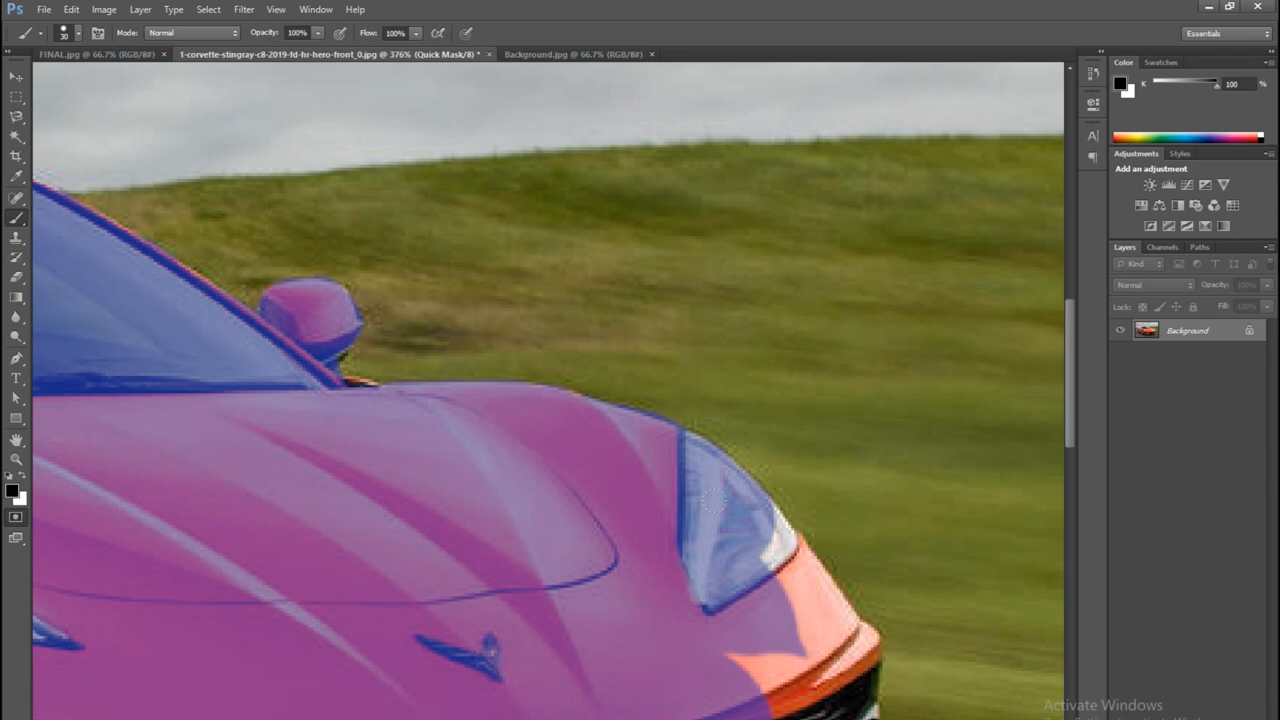 Ps File Edit Image Layer Type Select Filter View Window Help
30 Mode: Normal Opacity: 100% Flow: 100% Essentials
FINAL.jpg @ 66.7% (RGB/8#) × 1-corvette-stingray-c8-2019-fd-hr-hero-front_0.jpg @ 376% (Quick Mask/8) * × Background.jpg @ 66.7% (RGB/8#) ×
Color Swatches
K 100 %
Adjustments Styles
Add an adjustment
Layers Channels Paths
Kind
Normal Opacity: 100%
Lock: Fill: 100%
Background
Activate Windows